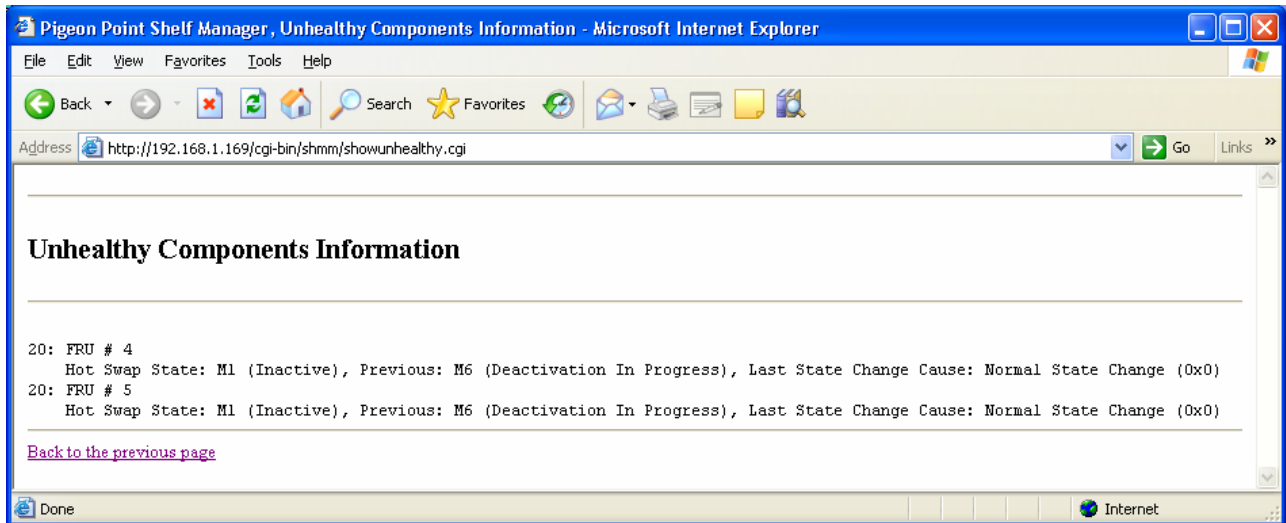 Pigeon Point Shelf Manager, Unhealthy Components Information - Microsoft Internet Explorer
File Edit View Favorites Tools Help
Back Search Favorites
Address http://192.168.1.169/cgi-bin/shmm/showunhealthy.cgi Go Links »
Unhealthy Components Information
20: FRU # 4
Hot Swap State: M1 (Inactive), Previous: M6 (Deactivation In Progress), Last State Change Cause: Normal State Change (0x0)
20: FRU # 5
Hot Swap State: M1 (Inactive), Previous: M6 (Deactivation In Progress), Last State Change Cause: Normal State Change (0x0)
Back to the previous page
Done Internet